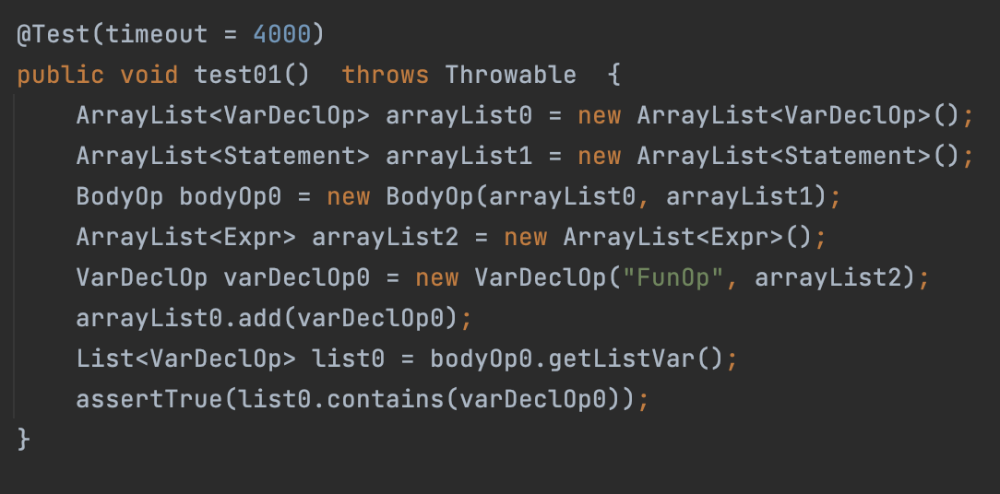 @Test(timeout = 4000)
public void test01()  throws Throwable  {
    ArrayList<VarDeclOp> arrayList0 = new ArrayList<VarDeclOp>();
    ArrayList<Statement> arrayList1 = new ArrayList<Statement>();
    BodyOp bodyOp0 = new BodyOp(arrayList0, arrayList1);
    ArrayList<Expr> arrayList2 = new ArrayList<Expr>();
    VarDeclOp varDeclOp0 = new VarDeclOp("FunOp", arrayList2);
    arrayList0.add(varDeclOp0);
    List<VarDeclOp> list0 = bodyOp0.getListVar();
    assertTrue(list0.contains(varDeclOp0));
}